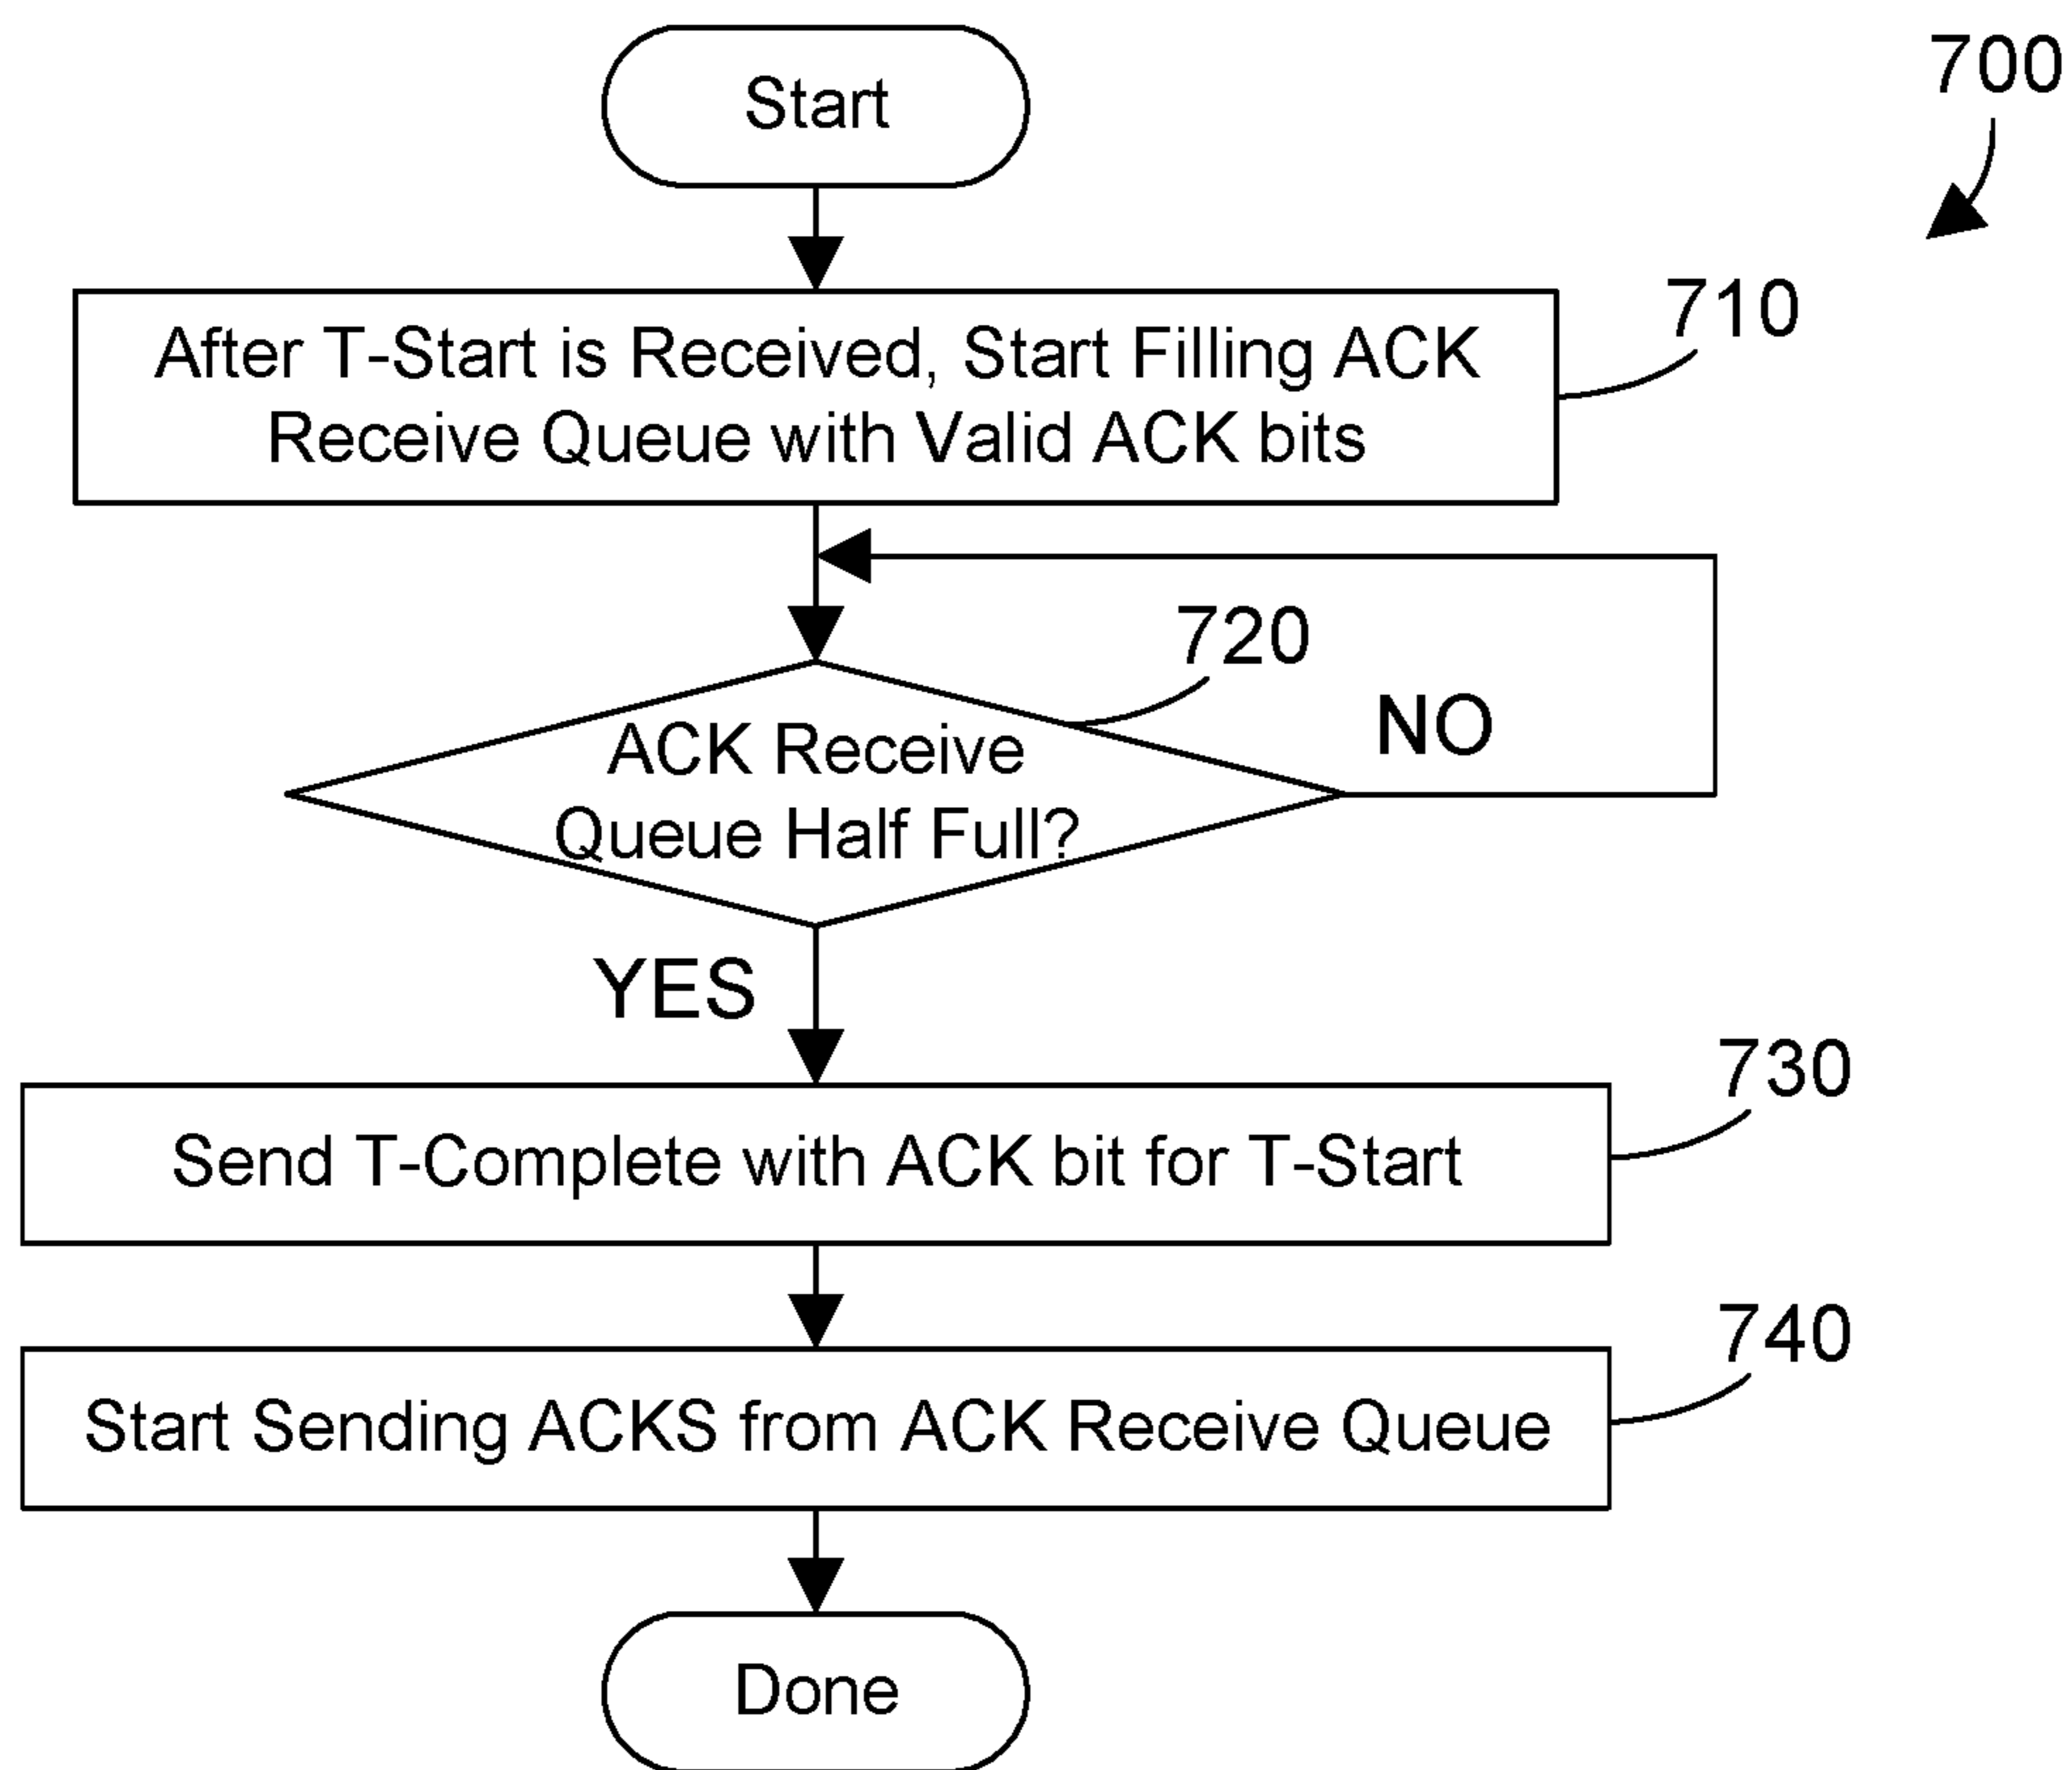 Start
700
710
After T-Start is Received, Start Filling ACK
Receive Queue with Valid ACK bits
720
NO
ACK Receive
Queue Half Full?
YES
730
Send T-Complete with ACK bit for T-Start
740
Start Sending ACKS from ACK Receive Queue
Done